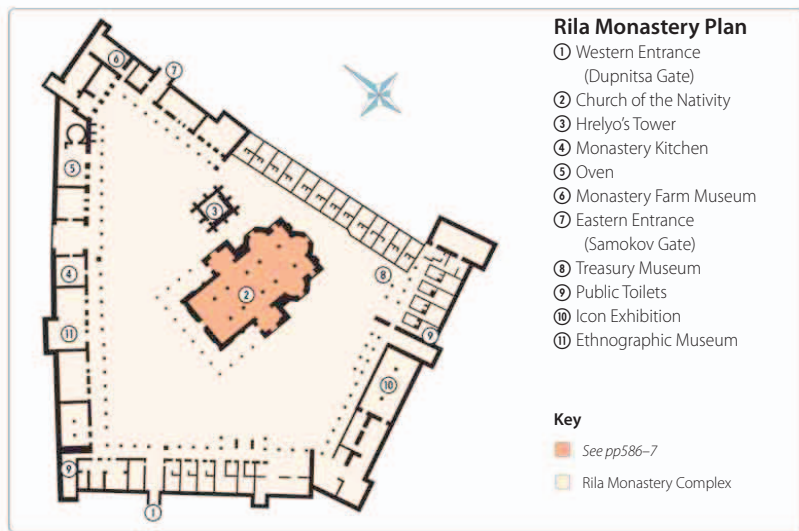 Rila Monastery Plan
① Western Entrance
(Dupnitsa Gate)
② Church of the Nativity
③ Hrelyo's Tower
④ Monastery Kitchen
⑤ Oven
⑥ Monastery Farm Museum
⑦ Eastern Entrance
(Samokov Gate)
⑧ Treasury Museum
⑨ Public Toilets
⑩ Icon Exhibition
⑪ Ethnographic Museum
Key
See pp586–7
Rila Monastery Complex
⑥
⑦
⑤
③
④
⑧
②
⑪
⑨
⑩
⑨
①